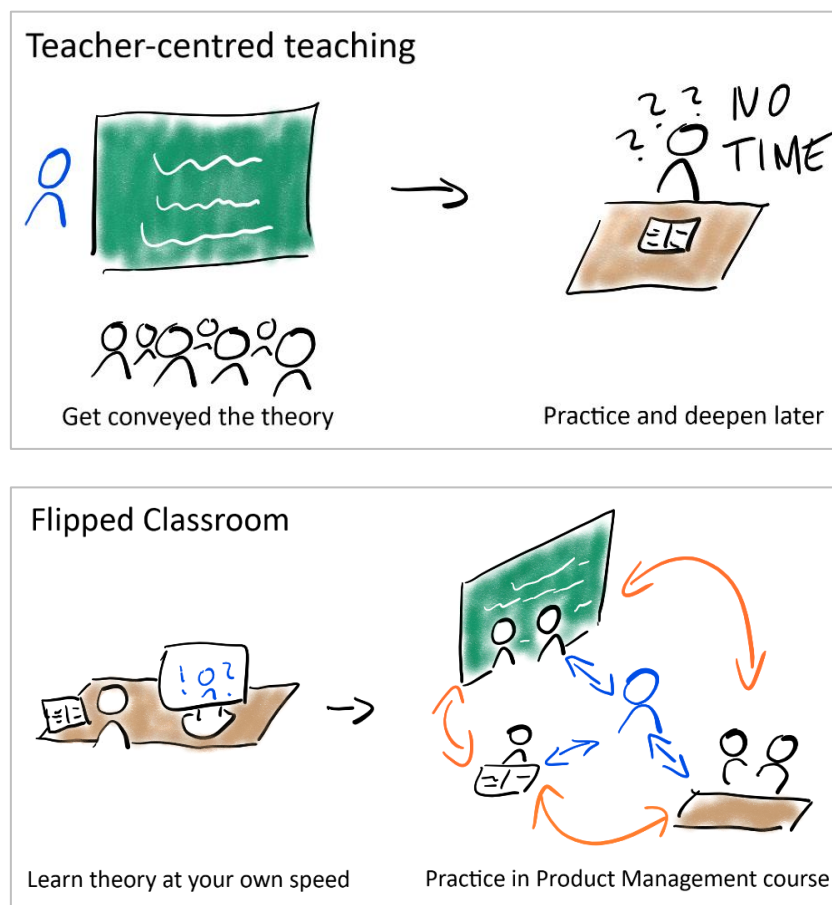 Teacher-centred teaching
? ? ? NO
TIME
Get conveyed the theory
Practice and deepen later
Flipped Classroom
! ?
Learn theory at your own speed
Practice in Product Management course